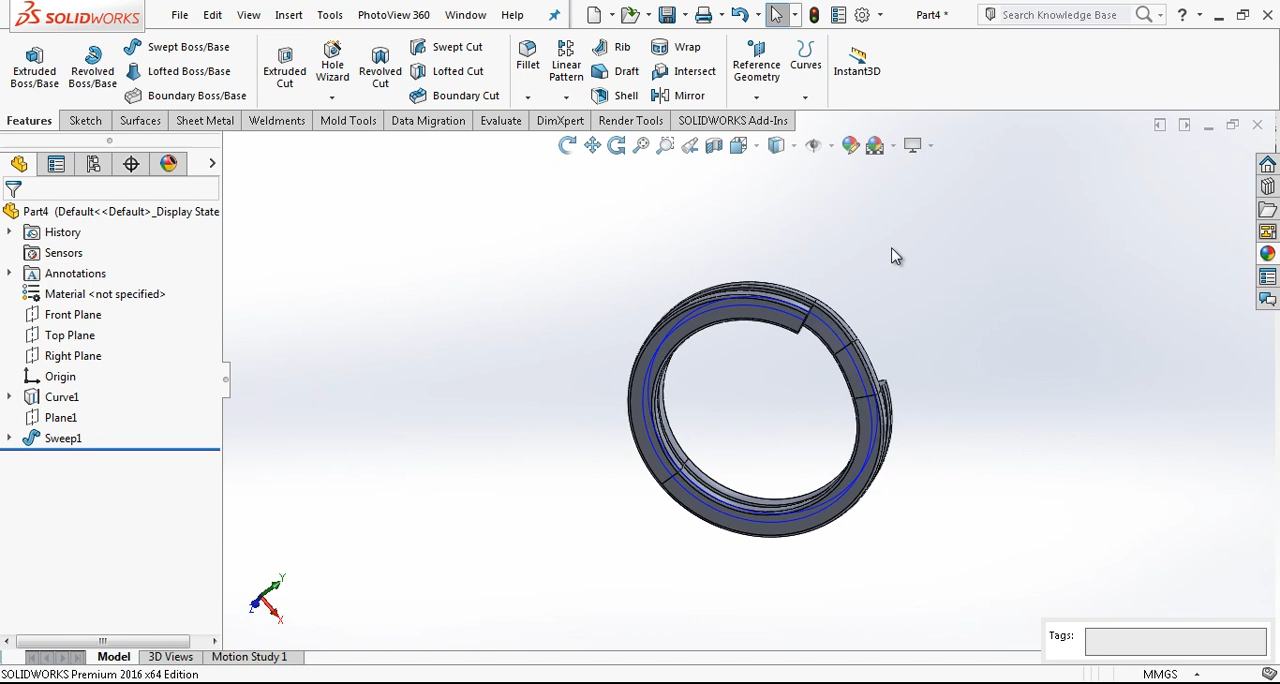 SOLIDWORKS File Edit View Insert Tools PhotoView 360 Window Help Part4 * Search Knowledge Base ?
Extruded Boss/Base
Revolved Boss/Base
Swept Boss/Base
Lofted Boss/Base
Boundary Boss/Base
Extruded Cut
Hole Wizard
Revolved Cut
Swept Cut
Lofted Cut
Boundary Cut
Fillet
Linear Pattern
Rib
Draft
Shell
Wrap
Intersect
Mirror
Reference Geometry
Curves
Instant3D
Features Sketch Surfaces Sheet Metal Weldments Mold Tools Data Migration Evaluate DimXpert Render Tools SOLIDWORKS Add-Ins
Part4 (Default<<Default>_Display State
History
Sensors
Annotations
Material <not specified>
Front Plane
Top Plane
Right Plane
Origin
Curve1
Plane1
Sweep1
Y
Z
X
Tags:
Model 3D Views Motion Study 1
SOLIDWORKS Premium 2016 x64 Edition MMGS